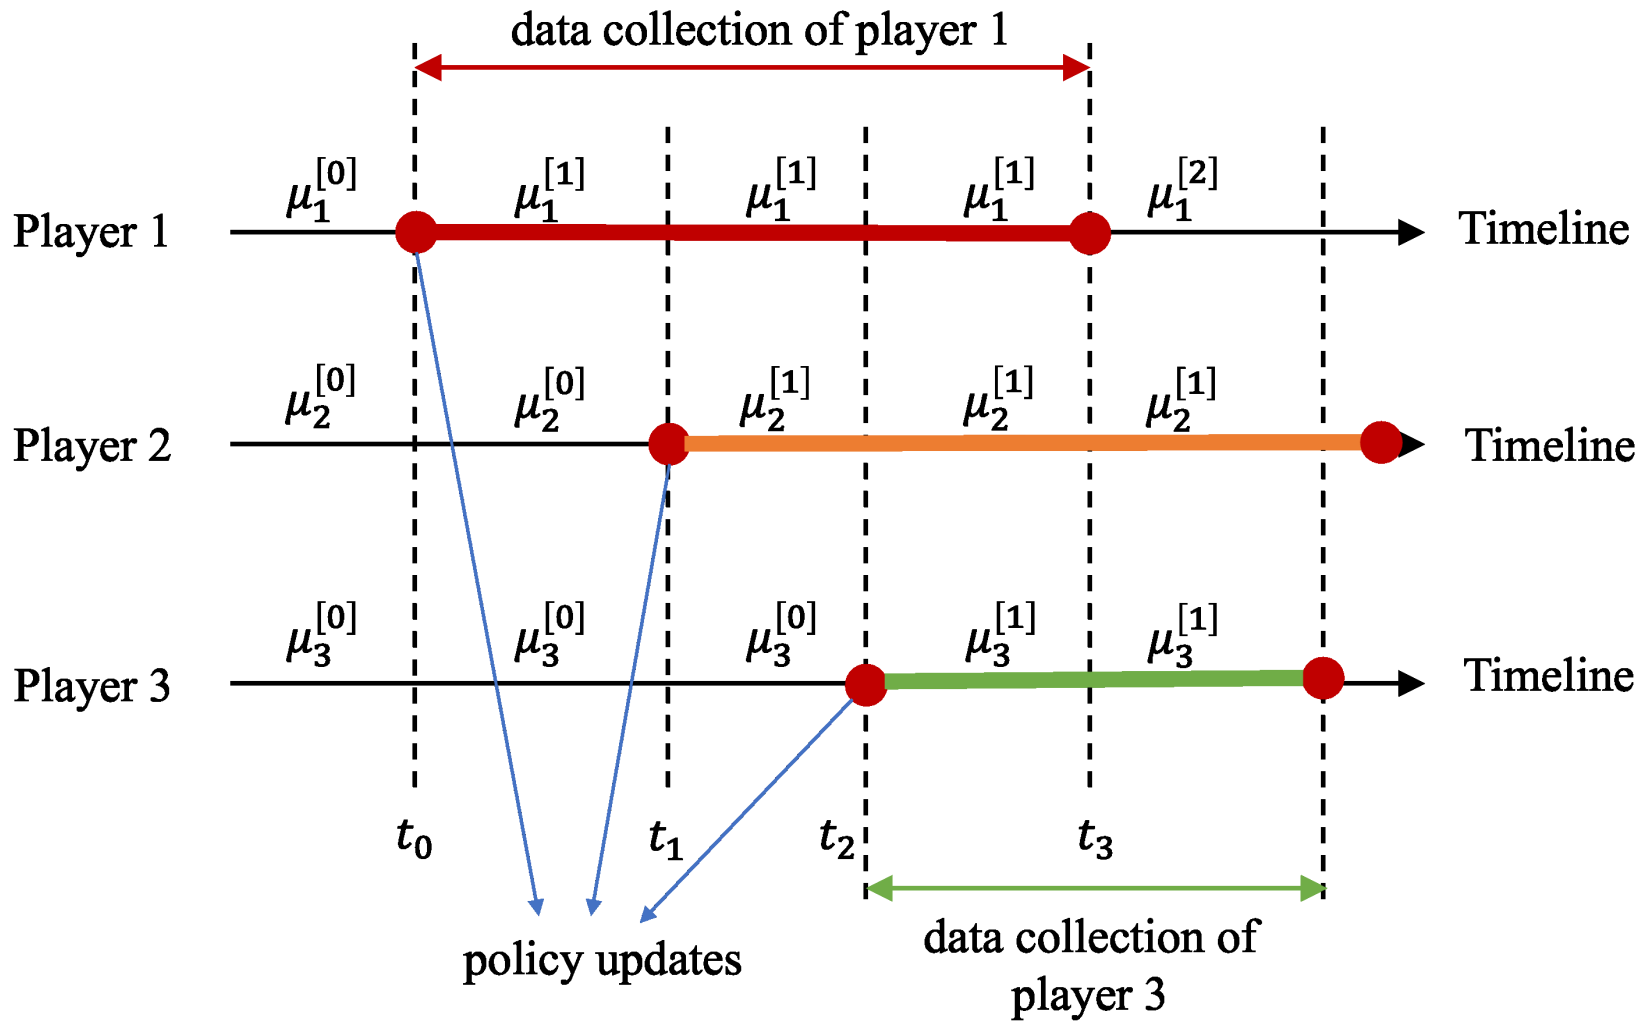 data collection of player 1
μ₁^[0] μ₁^[1] μ₁^[1] μ₁^[1] μ₁^[2]
Player 1 Timeline
μ₂^[0] μ₂^[0] μ₂^[1] μ₂^[1] μ₂^[1]
Player 2 Timeline
μ₃^[0] μ₃^[0] μ₃^[0] μ₃^[1] μ₃^[1]
Player 3 Timeline
t₀ t₁ t₂ t₃
policy updates
data collection of
player 3